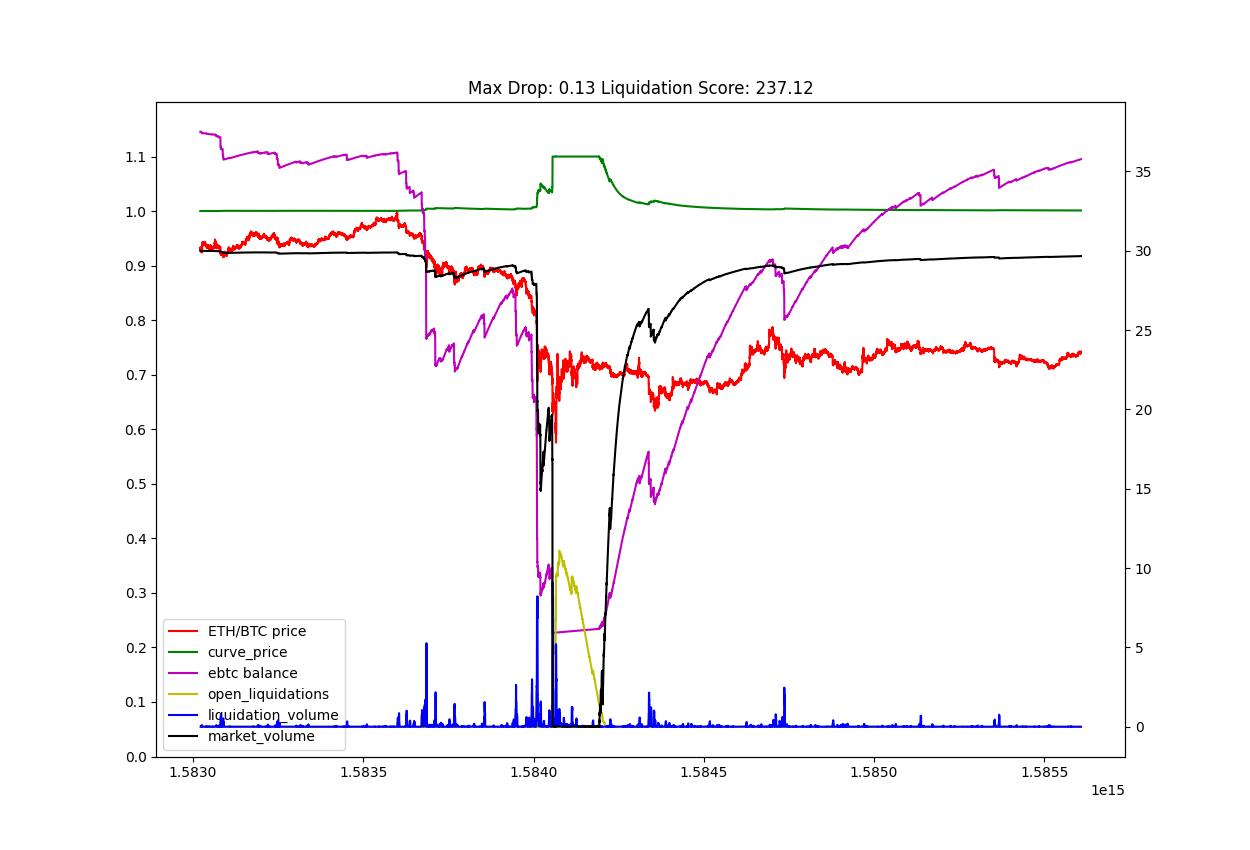 Max Drop: 0.13 Liquidation Score: 237.12
1.1
1.0
0.9
0.8
0.7
0.6
0.5
0.4
0.3
0.2
0.1
0.0
35
30
25
20
15
10
5
0
ETH/BTC price
curve_price
ebtc balance
open_liquidations
liquidation_volume
market_volume
1.5830 1.5835 1.5840 1.5845 1.5850 1.5855
1e15